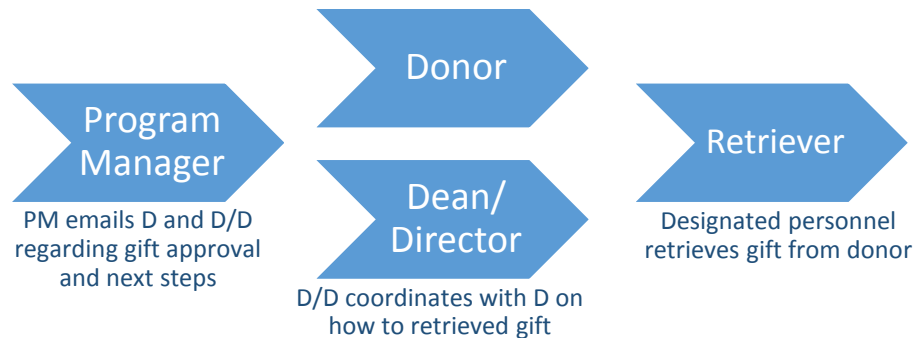 Program
Manager
PM emails D and D/D
regarding gift approval
and next steps
Donor
Dean/
Director
D/D coordinates with D on
how to retrieved gift
Retriever
Designated personnel
retrieves gift from donor